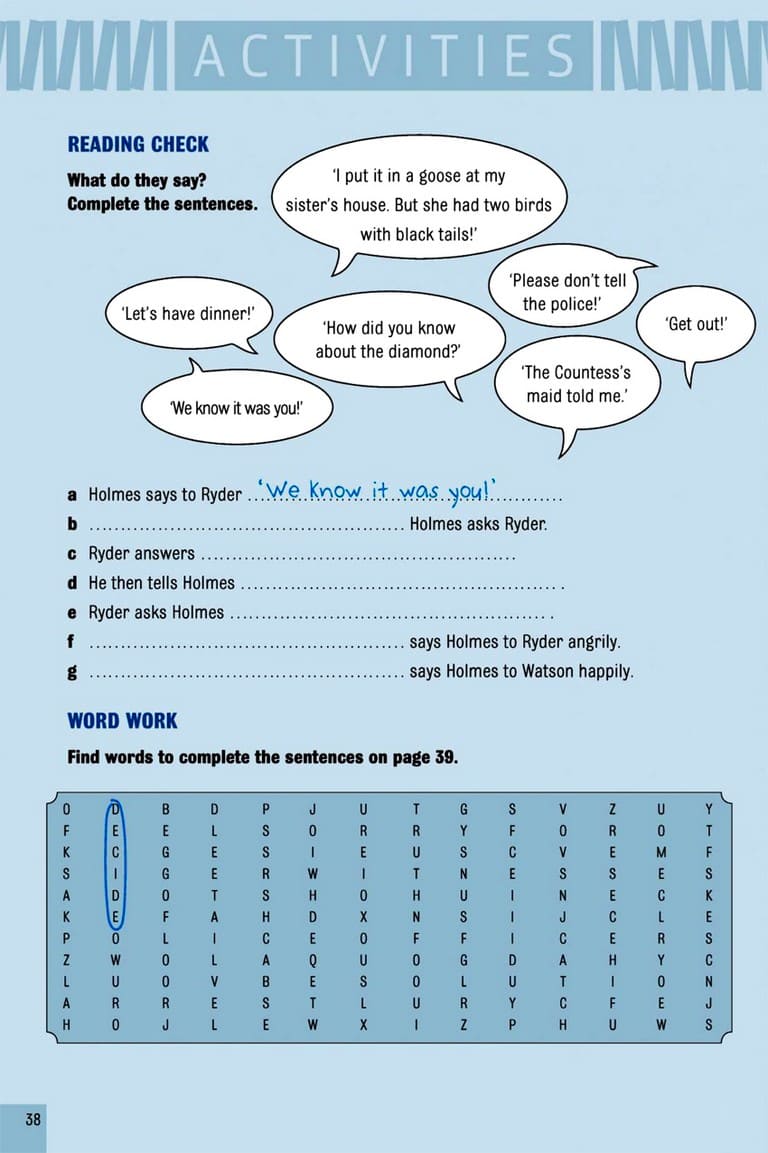 ACTIVITIES
READING CHECK
What do they say?
Complete the sentences.
'I put it in a goose at my
sister's house. But she had two birds
with black tails!'
'Please don't tell
the police!'
'Let's have dinner!'
'How did you know
about the diamond?'
'Get out!'
'The Countess's
maid told me.'
'We know it was you!'
a Holmes says to Ryder ...'We know it was you!'...
b .................................................. Holmes asks Ryder.
c Ryder answers ..................................................
d He then tells Holmes ..................................................
e Ryder asks Holmes ..................................................
f .................................................. says Holmes to Ryder angrily.
g .................................................. says Holmes to Watson happily.
WORD WORK
Find words to complete the sentences on page 39.
O D B D P J U T G S V Z U Y
F E E L S O R R Y F O R O T
K C G E S I E U S C V E M F
S I G E R W I T N E S S E S
A D O T S H O H U I N E G K
K E F A H D X N S I J C L E
P O L I C E O F F I C E R S
Z W O L A Q U O G D A H Y C
L U O V B E S O L U T I O N
A R R E S T L U R Y C F E J
H O J L E W X I Z P H U W S
38